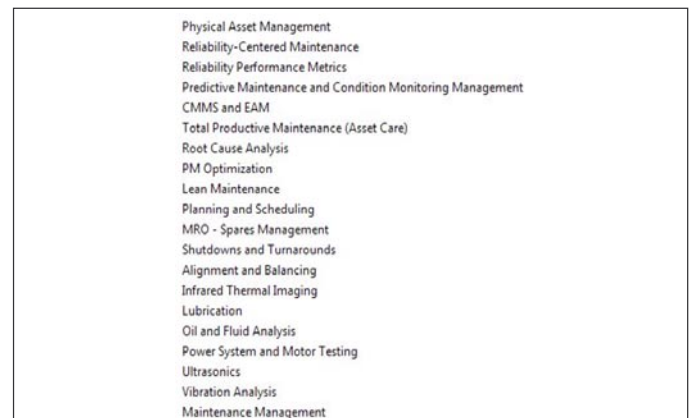 Physical Asset Management
Reliability-Centered Maintenance
Reliability Performance Metrics
Predictive Maintenance and Condition Monitoring Management
CMMS and EAM
Total Productive Maintenance (Asset Care)
Root Cause Analysis
PM Optimization
Lean Maintenance
Planning and Scheduling
MRO - Spares Management
Shutdowns and Turnarounds
Alignment and Balancing
Infrared Thermal Imaging
Lubrication
Oil and Fluid Analysis
Power System and Motor Testing
Ultrasonics
Vibration Analysis
Maintenance Management